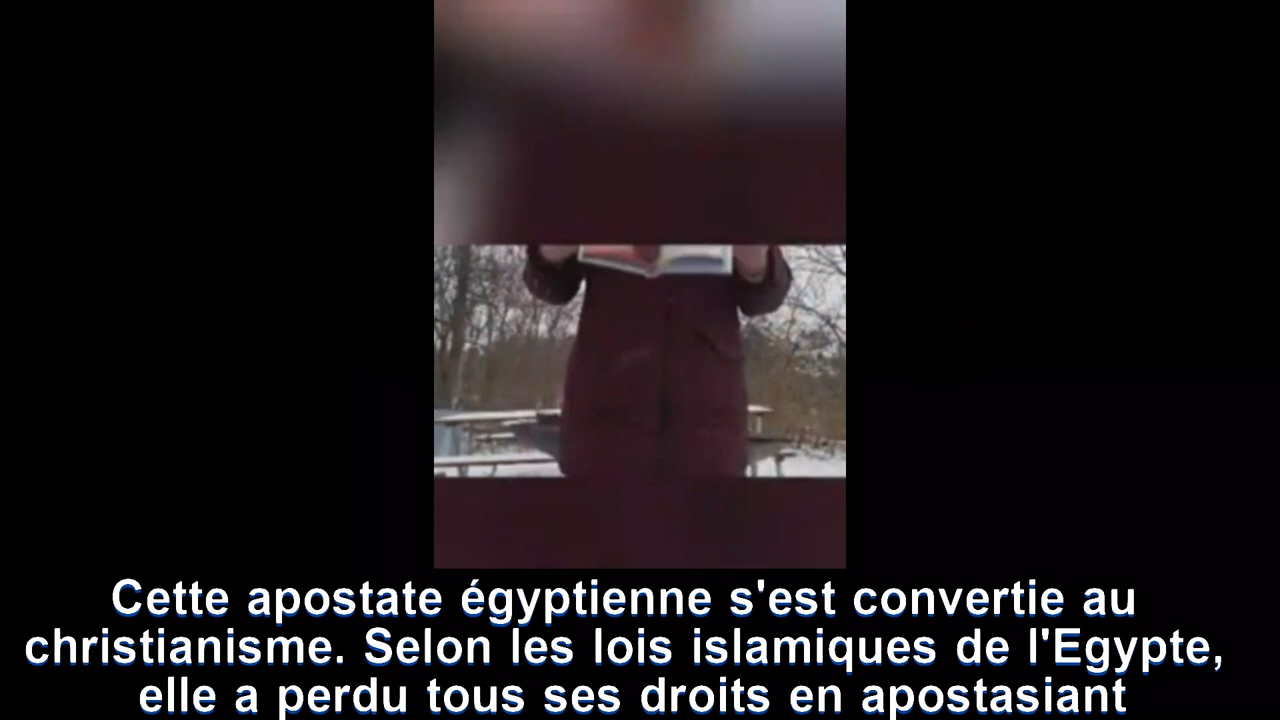 Cette apostate égyptienne s'est convertie au
christianisme. Selon les lois islamiques de l'Egypte,
elle a perdu tous ses droits en apostasiant